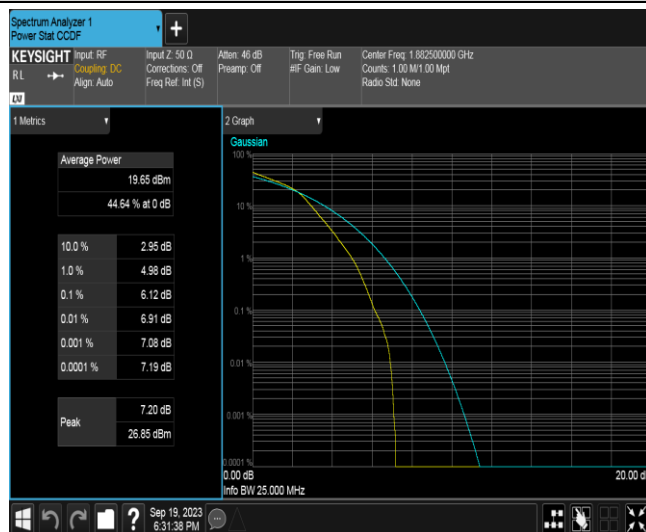 Spectrum Analyzer 1
Power Stat CCDF
+
KEYSIGHT
RL
Input: RF
Coupling: DC
Align: Auto
Input Z: 50 Ω
Corrections: Off
Freq Ref: Int (S)
Atten: 46 dB
Preamp: Off
Trig: Free Run
#IF Gain: Low
Center Freq: 1.882500000 GHz
Counts: 1.00 M/1.00 Mpt
Radio Std: None
LXI
1 Metrics
Average Power
19.65 dBm
44.64 % at 0 dB
10.0 % 2.95 dB
1.0 % 4.98 dB
0.1 % 6.12 dB
0.01 % 6.91 dB
0.001 % 7.08 dB
0.0001 % 7.19 dB
Peak
7.20 dB
26.85 dBm
2 Graph
Gaussian
100 %
10 %
1 %
0.1 %
0.01 %
0.001 %
0.0001 %
0.00 dB
20.00 d
Info BW 25.000 MHz
?
Sep 19, 2023
6:31:38 PM